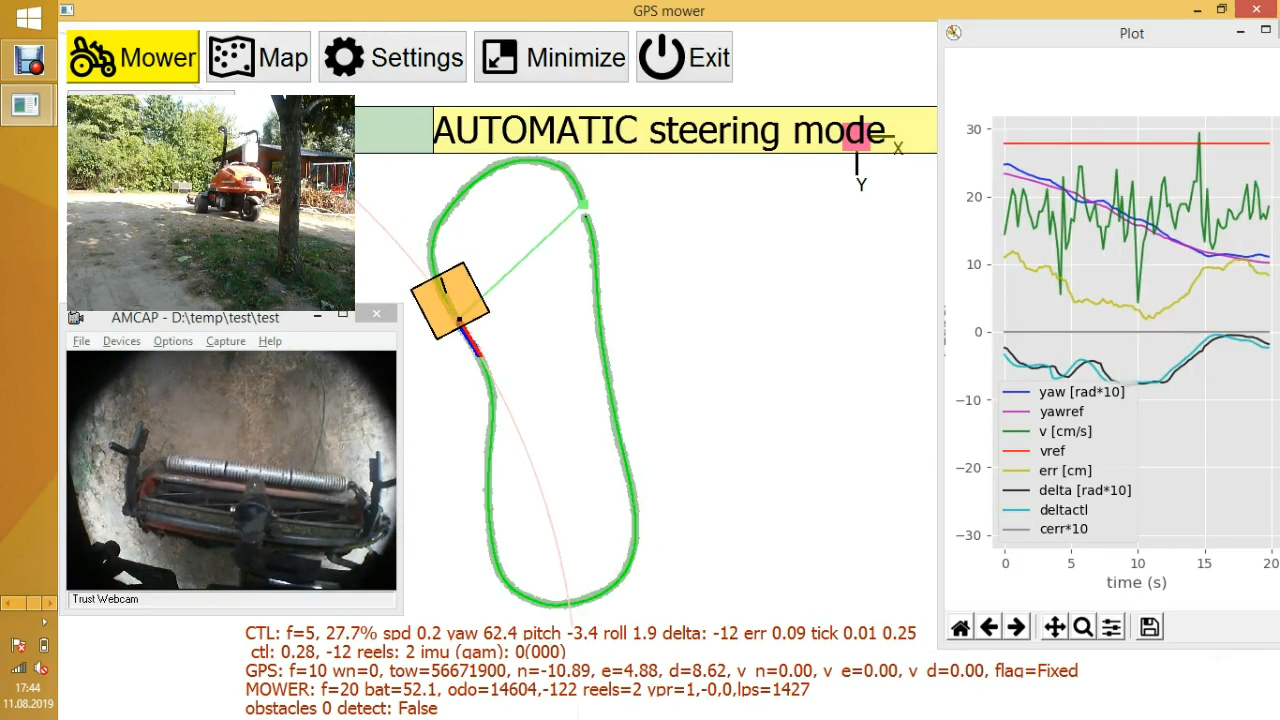 GPS mower
Mower
Map
Settings
Minimize
Exit
AUTOMATIC steering mode
X
Y
AMCAP - D:\temp\test\test
File Devices Options Capture Help
Trust Webcam
Plot
30
20
10
0
−10
−20
−30
yaw [rad*10]
yawref
v [cm/s]
vref
err [cm]
delta [rad*10]
deltactl
cerr*10
0 5 10 15 20
time (s)
CTL: f=5, 27.7% spd 0.2 yaw 62.4 pitch -3.4 roll 1.9 delta: -12 err 0.09 tick 0.01 0.25
ctl: 0.28, -12 reels: 2 imu (gam): 0(000)
GPS: f=10 wn=0, tow=56671900, n=-10.89, e=4.88, d=8.62, v_n=0.00, v_e=0.00, v_d=0.00, flag=Fixed
MOWER: f=20 bat=52.1, odo=14604,-122 reels=2 ypr=1,-0,0,lps=1427
obstacles 0 detect: False
17:44
11.08.2019